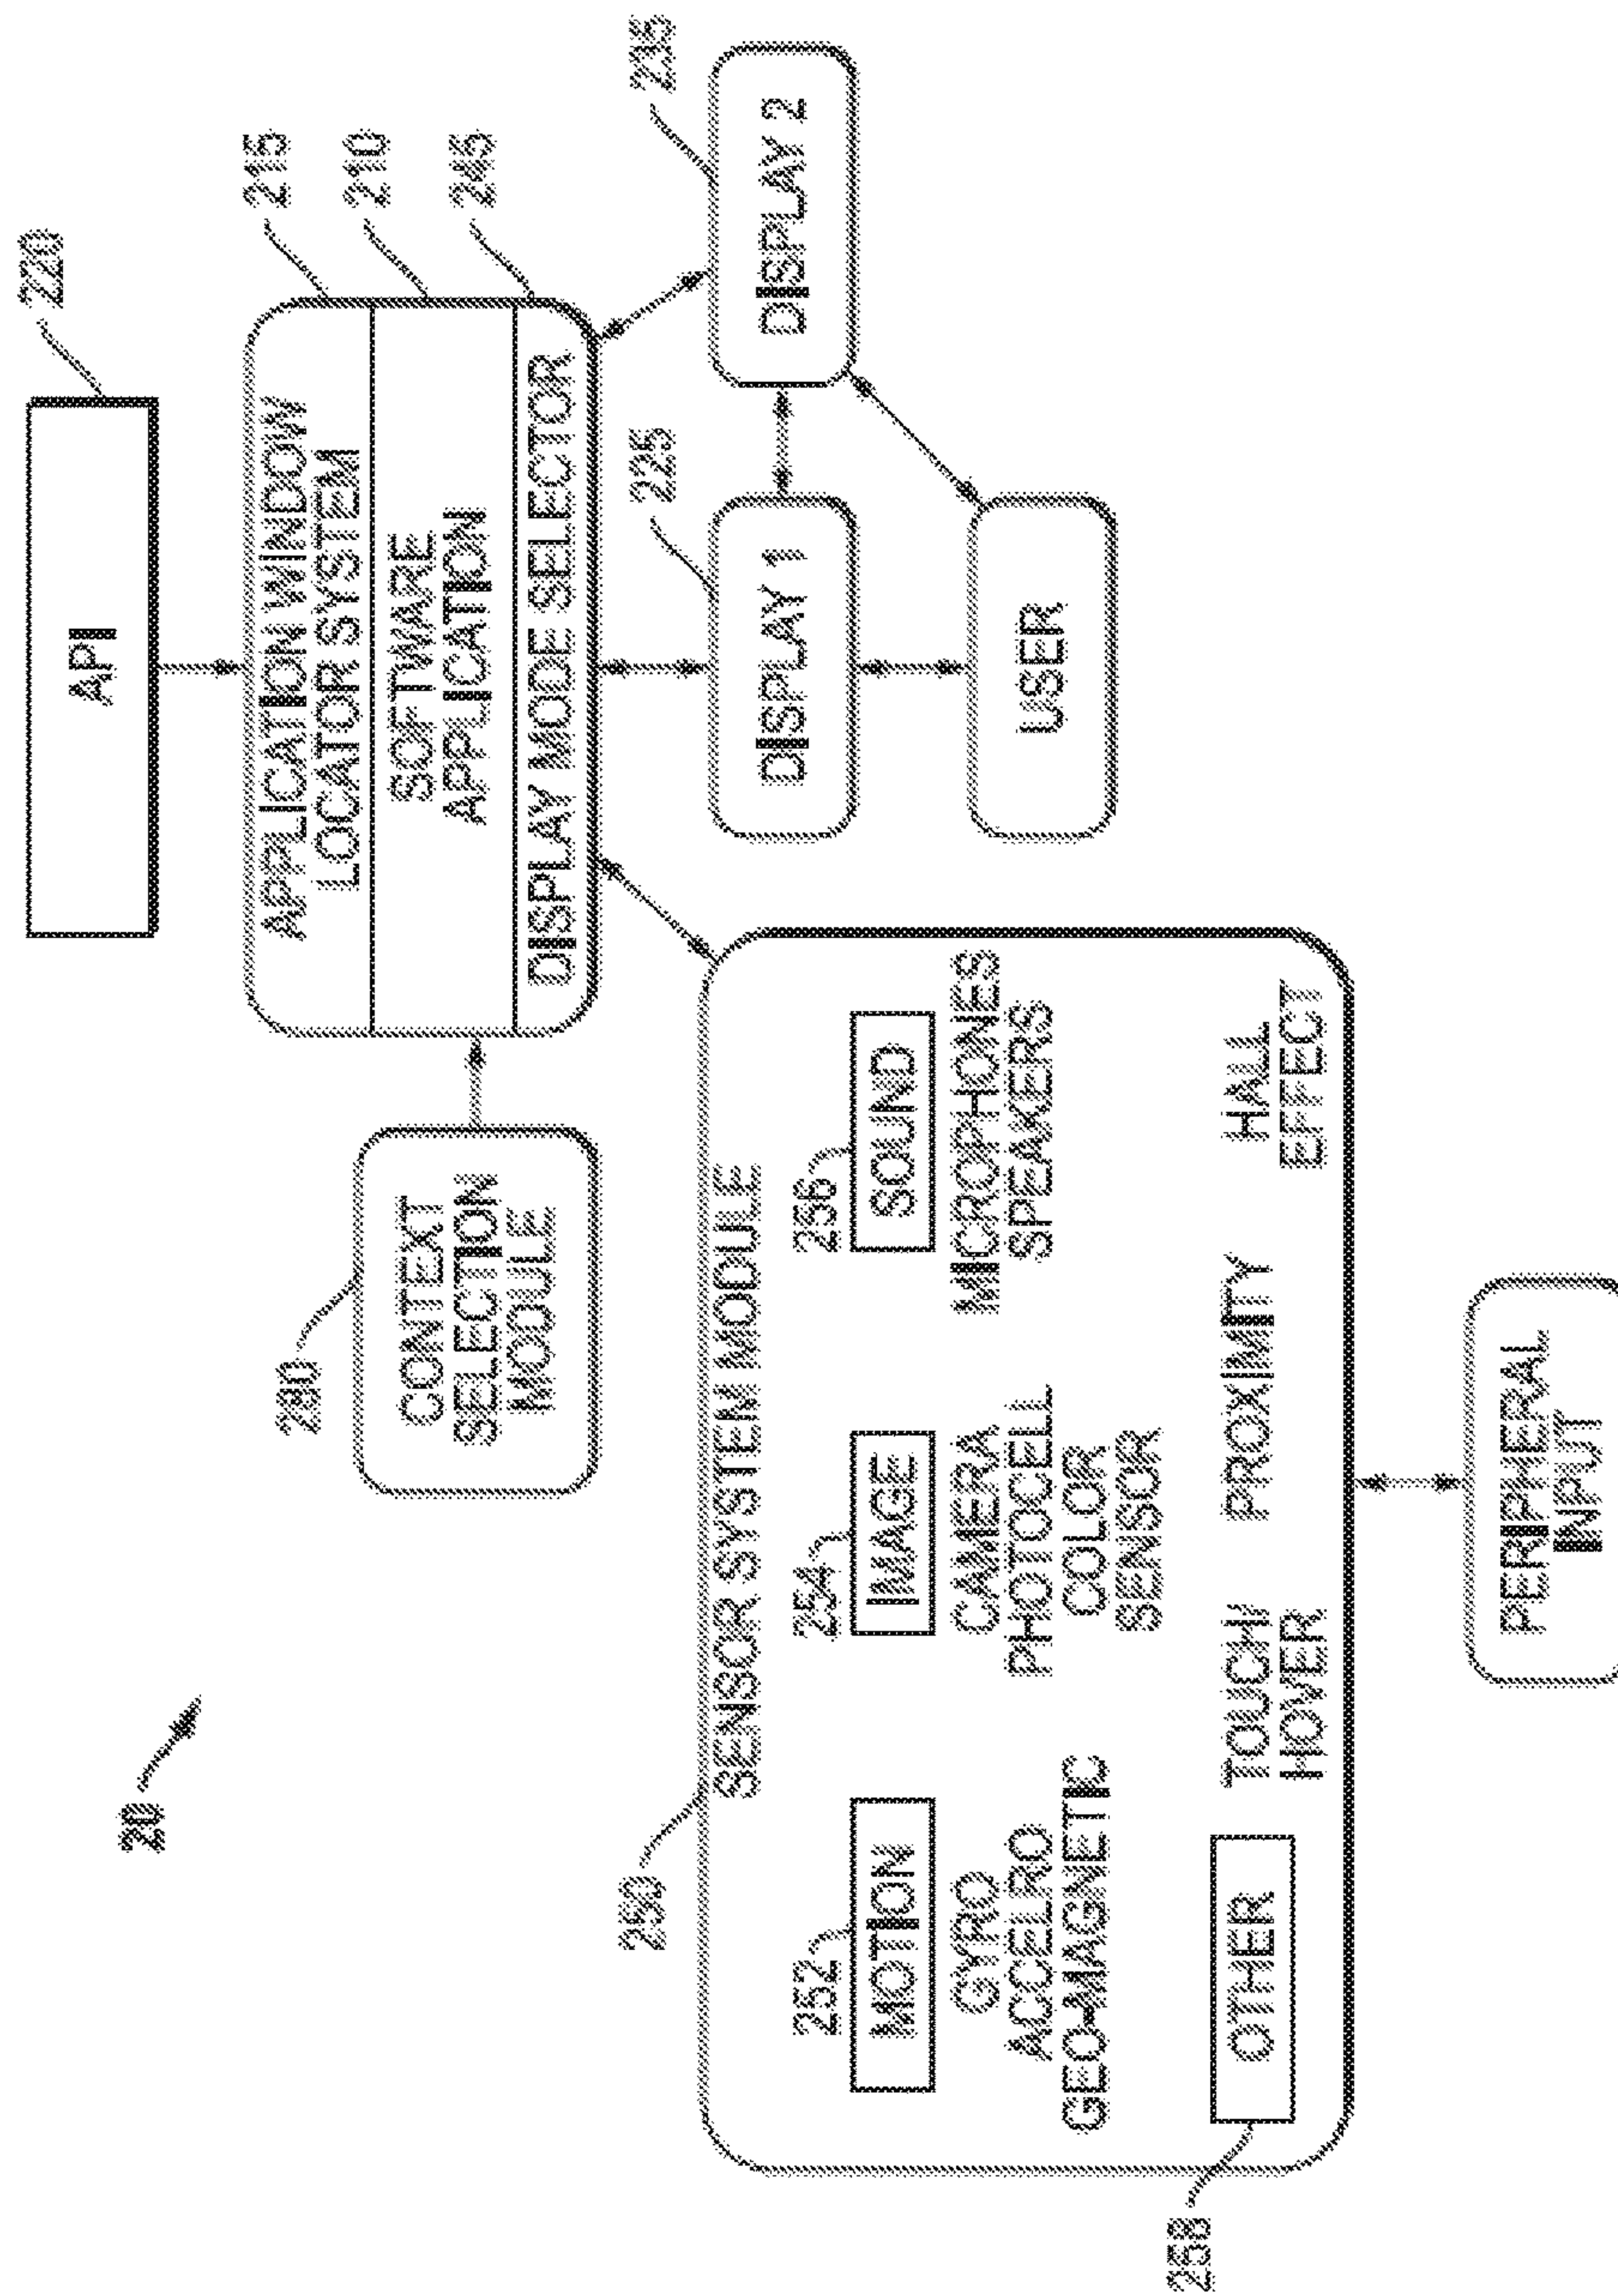 20
220
API
215
210
245
APPLICATION WINDOW
LOCATOR SYSTEM
SOFTWARE
APPLICATION
DISPLAY MODE SELECTOR
280
CONTEXT
SELECTION
MODULE
225
DISPLAY 1
235
DISPLAY 2
USER
250
SENSOR SYSTEM MODULE
252
MOTION
GYRO
ACCELRO
GEO-MAGNETIC
254
IMAGE
CAMERA
PHOTOCELL
COLOR
SENSOR
256
SOUND
MICROPHONES
SPEAKERS
258
OTHER
TOUCH/
HOVER
PROXIMITY
HALL
EFFECT
PERIPHERAL
INPUT